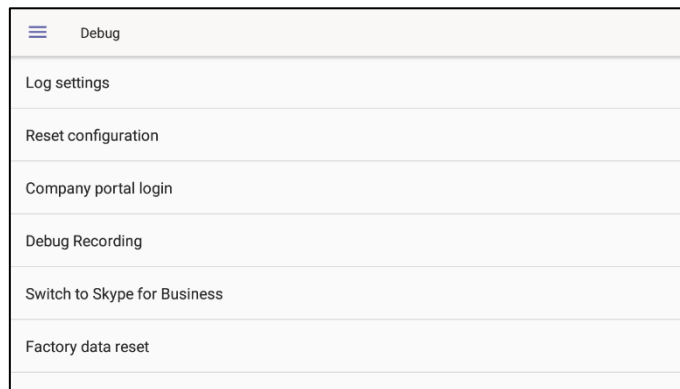 Debug
Log settings
Reset configuration
Company portal login
Debug Recording
Switch to Skype for Business
Factory data reset